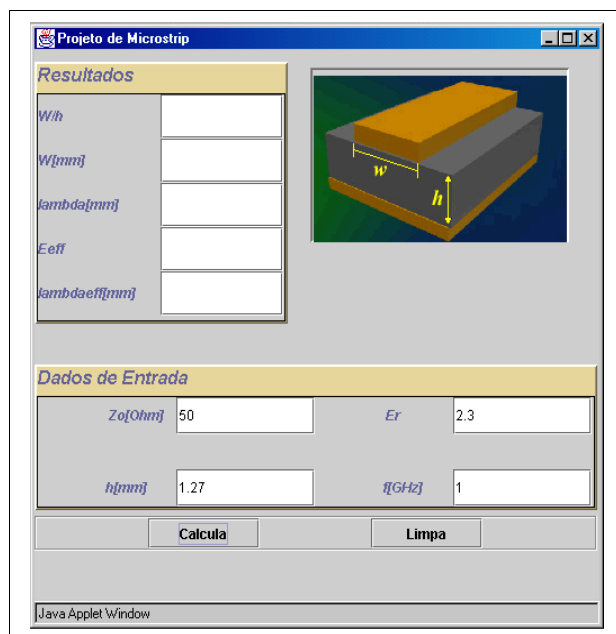 Projeto de Microstrip
Resultados
W/h
W[mm]
lambda[mm]
Eeff
lambdaeff[mm]
w
h
Dados de Entrada
Zo[Ohm] 50 Er 2.3
h[mm] 1.27 f[GHz] 1
Calcula Limpa
Java Applet Window